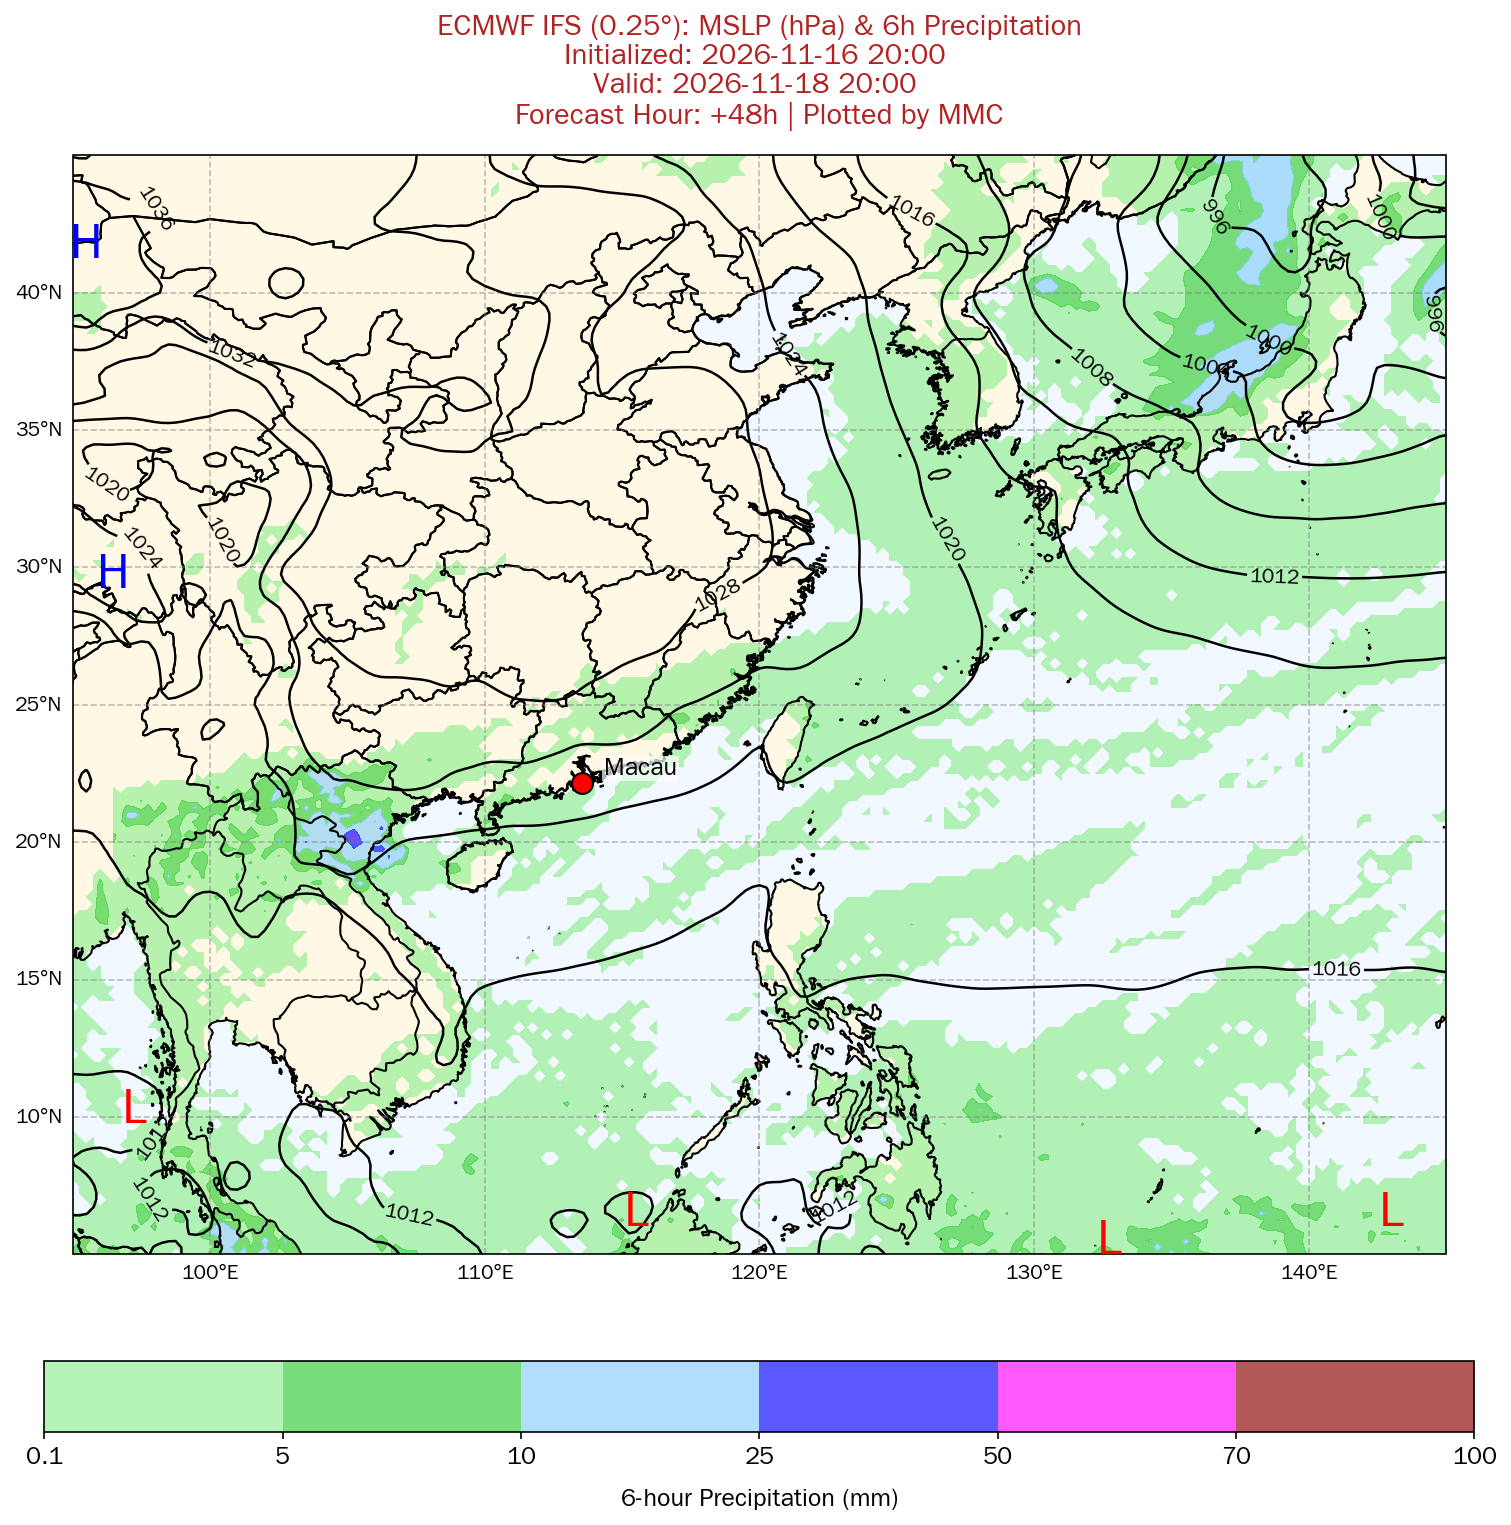 ECMWF IFS (0.25°): MSLP (hPa) & 6h Precipitation
Initialized: 2026-11-16 20:00
Valid: 2026-11-18 20:00
Forecast Hour: +48h | Plotted by MMC
1036
1016
996
1000
H
40°N
996
1032
1024
1000
1004
1008
35°N
1020
1020
1024
1020
30°N
H
1028
1012
25°N
Macau
20°N
15°N
1016
10°N
L
1012
1012
1012
L
1012
L
L
100°E
110°E
120°E
130°E
140°E
0.1
5
10
25
50
70
100
6-hour Precipitation (mm)